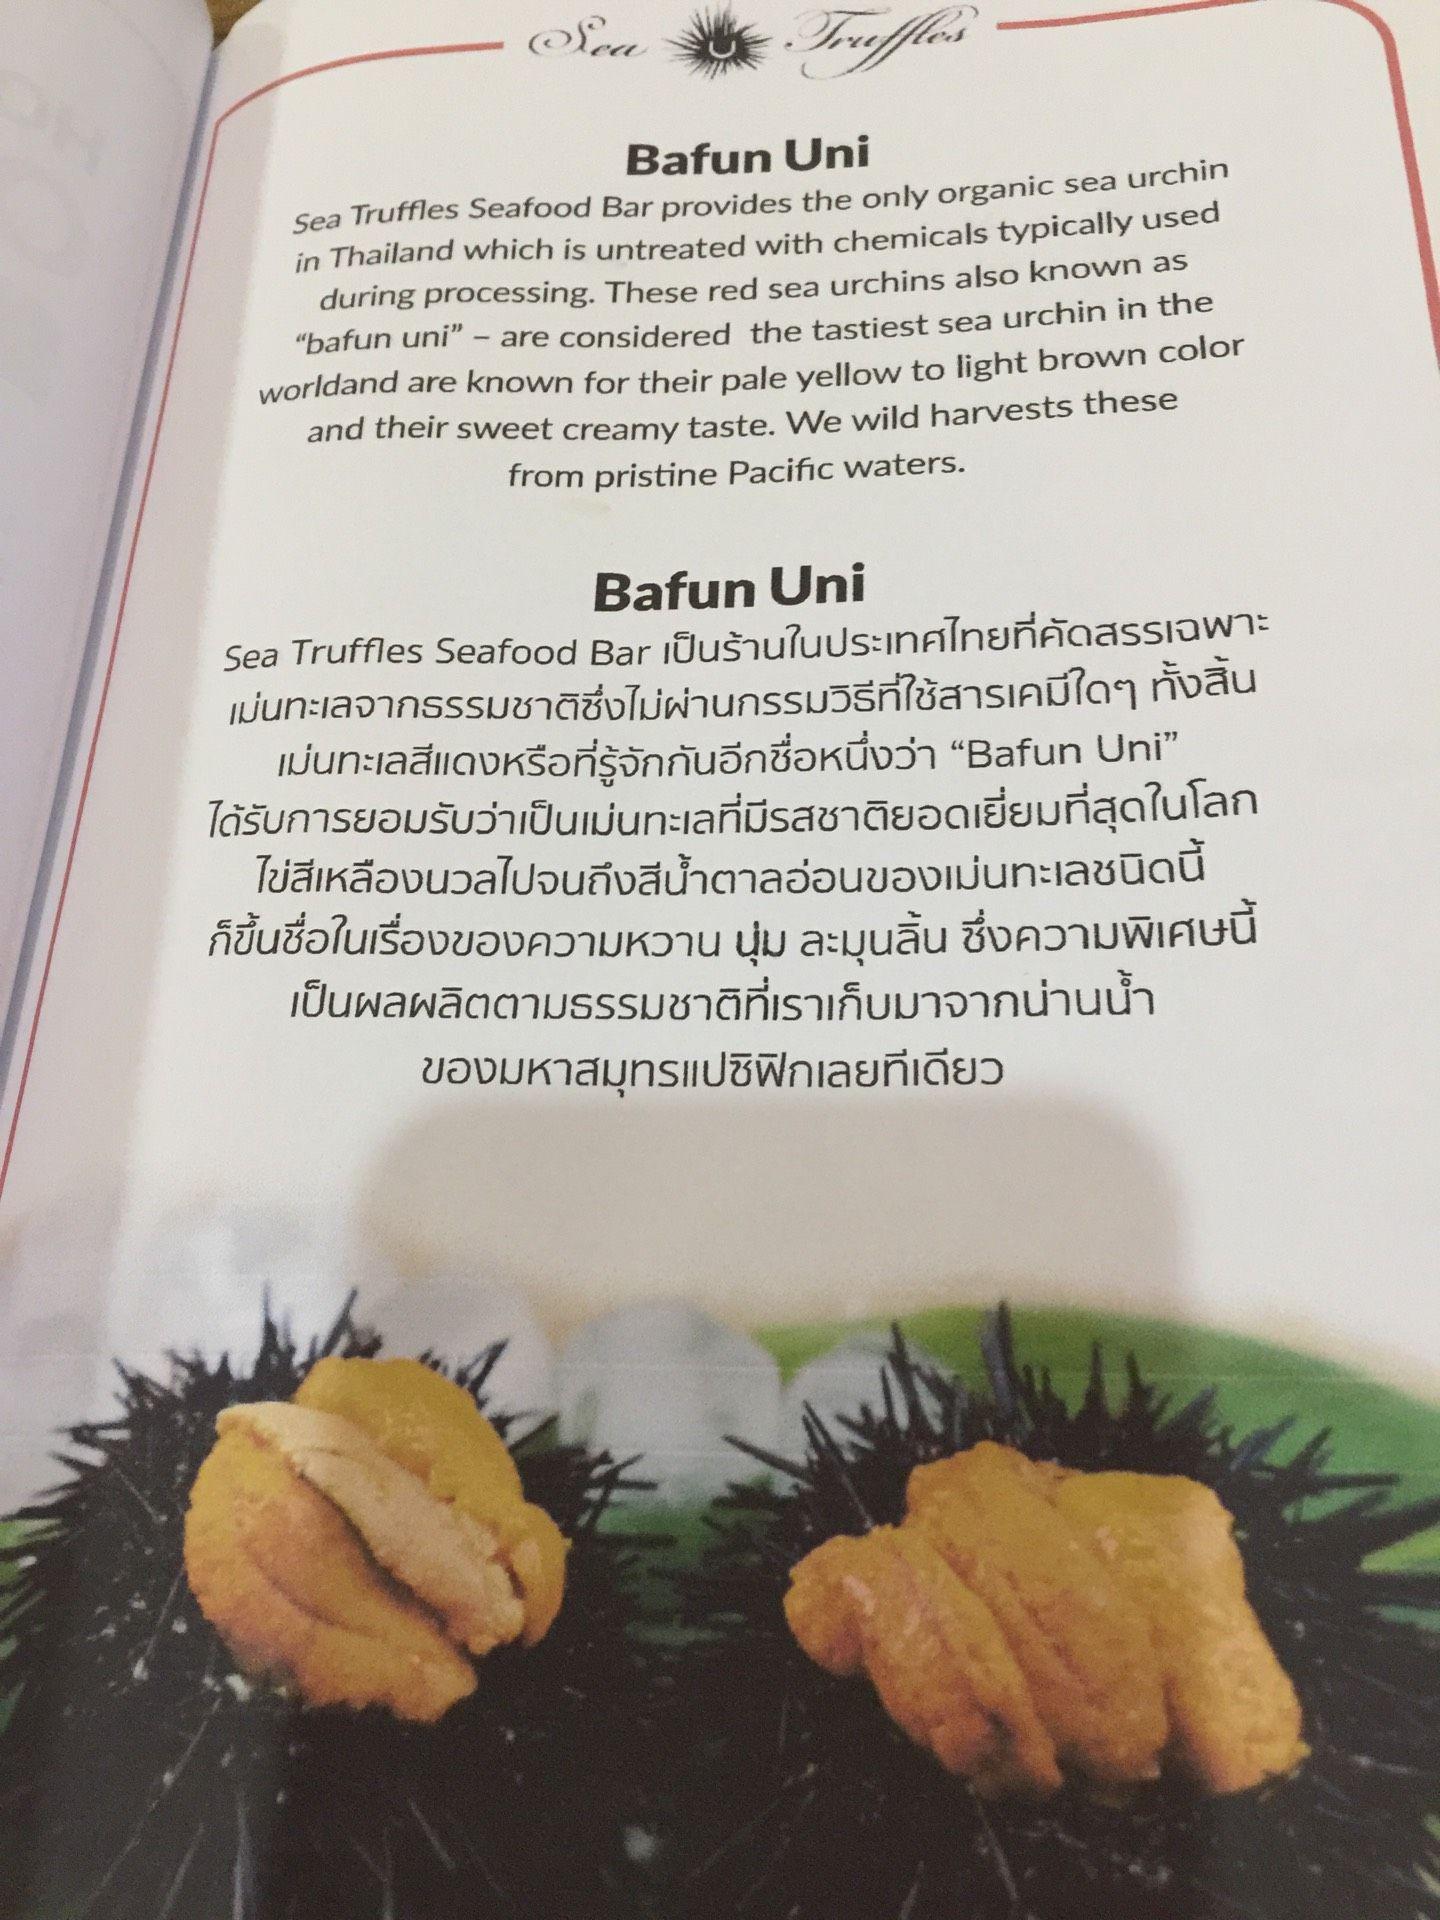 Sea Truffles
Bafun Uni
Sea Truffles Seafood Bar provides the only organic sea urchin
in Thailand which is untreated with chemicals typically used
during processing. These red sea urchins also known as
“bafun uni” – are considered the tastiest sea urchin in the
worldand are known for their pale yellow to light brown color
and their sweet creamy taste. We wild harvests these
from pristine Pacific waters.
Bafun Uni
Sea Truffles Seafood Bar เป็นร้านในประเทศไทยที่คัดสรรเฉพาะ
เม่นทะเลจากธรรมชาติซึ่งไม่ผ่านกรรมวิธีที่ใช้สารเคมีใดๆ ทั้งสิ้น
เม่นทะเลสีแดงหรือที่รู้จักกันอีกชื่อหนึ่งว่า “Bafun Uni”
ได้รับการยอมรับว่าเป็นเม่นทะเลที่มีรสชาติยอดเยี่ยมที่สุดในโลก
ไข่สีเหลืองนวลไปจนถึงสีน้ำตาลอ่อนของเม่นทะเลชนิดนี้
ก็ขึ้นชื่อในเรื่องของความหวาน นุ่ม ละมุนลิ้น ซึ่งความพิเศษนี้
เป็นผลผลิตตามธรรมชาติที่เราเก็บมาจากน่านน้ำ
ของมหาสมุทรแปซิฟิกเลยทีเดียว